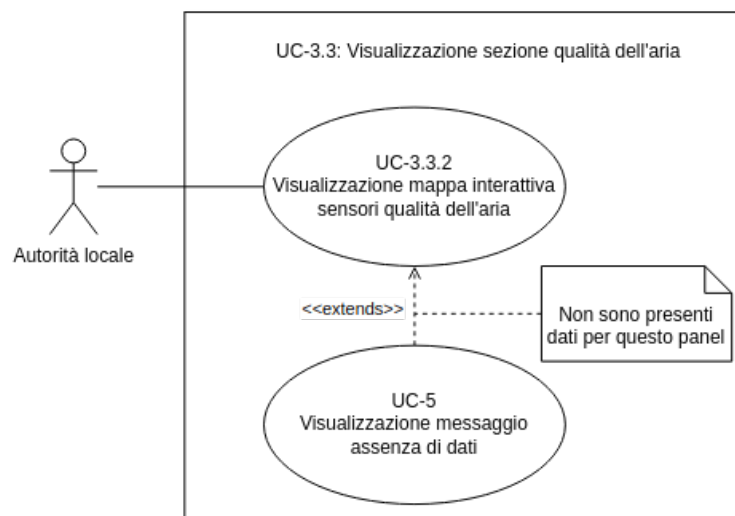 UC-3.3: Visualizzazione sezione qualità dell'aria
UC-3.3.2
Visualizzazione mappa interattiva
sensori qualità dell'aria
Autorità locale
<<extends>>
Non sono presenti
dati per questo panel
UC-5
Visualizzazione messaggio
assenza di dati